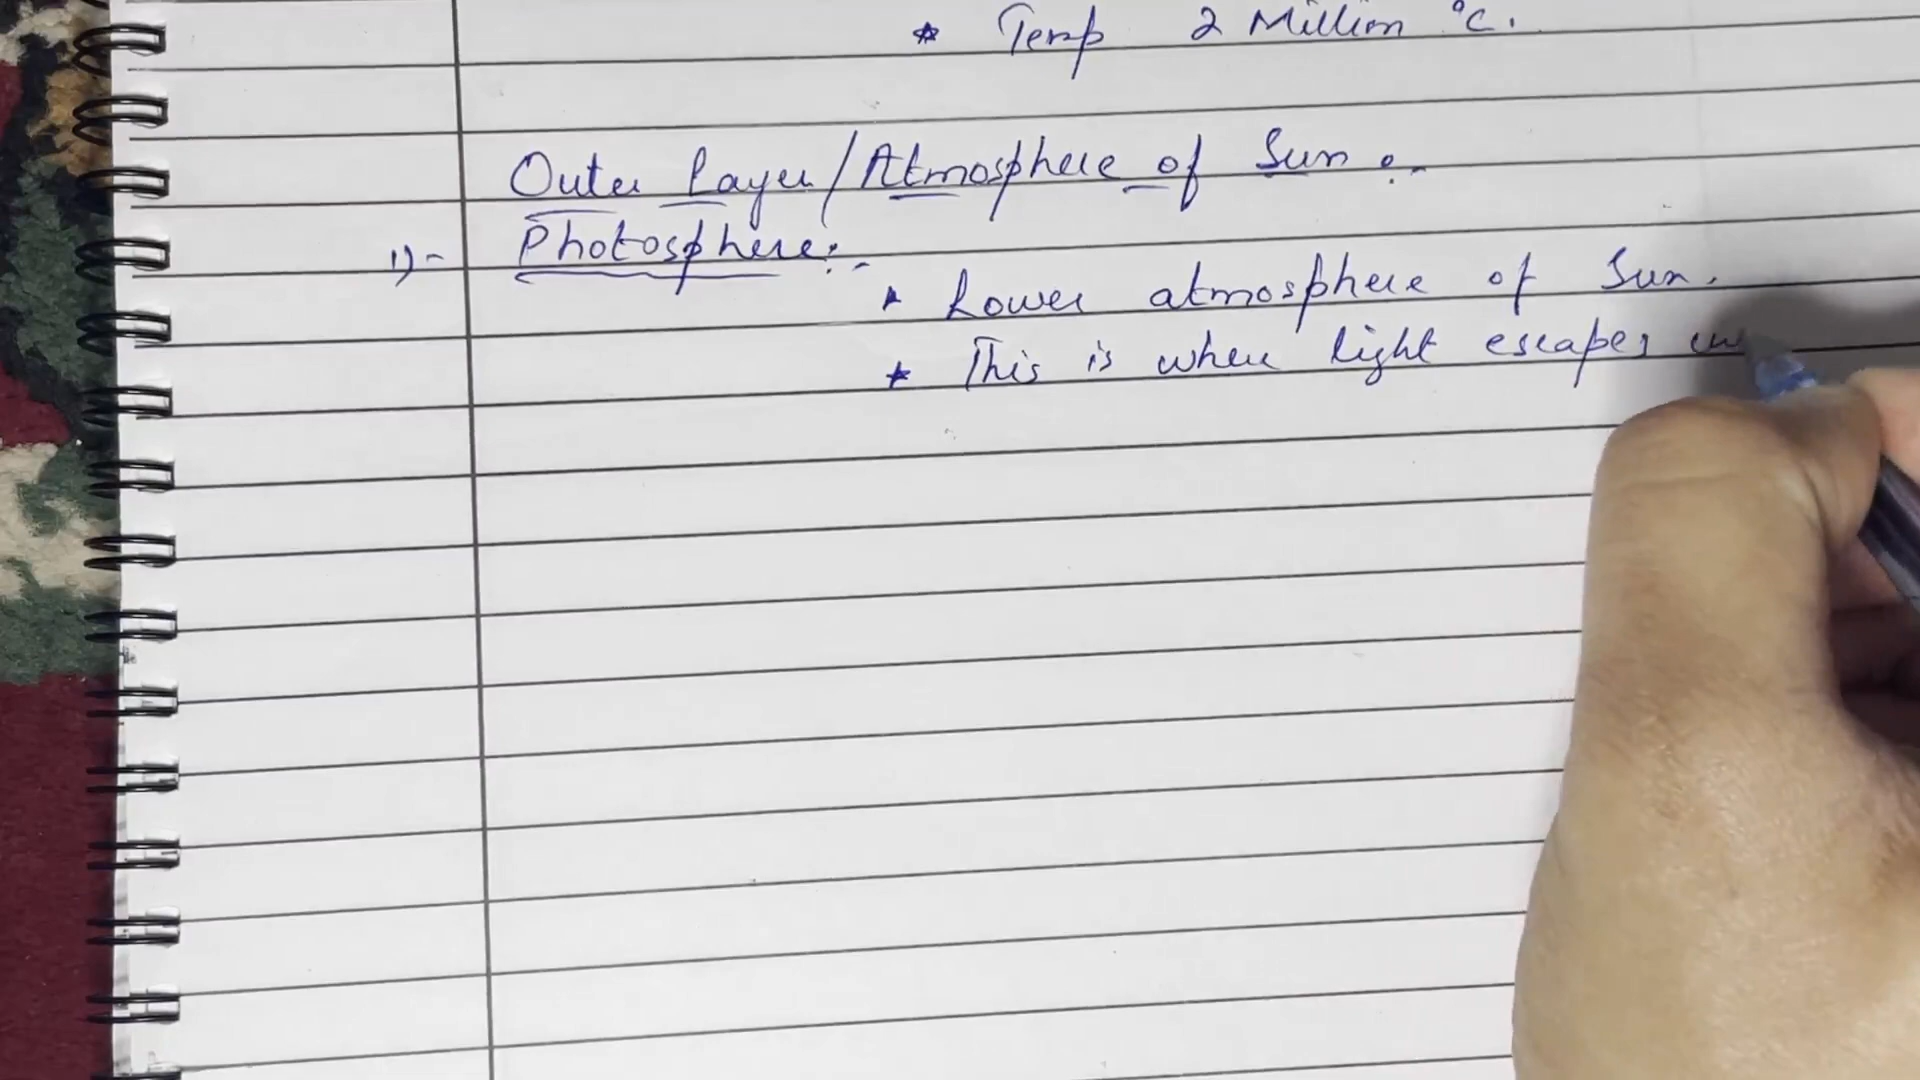 * Temp 2 Million °C.
Outer Layer/Atmosphere of Sun :-
1)- Photosphere:-
* Lower atmosphere of Sun.
* This is where light escapes